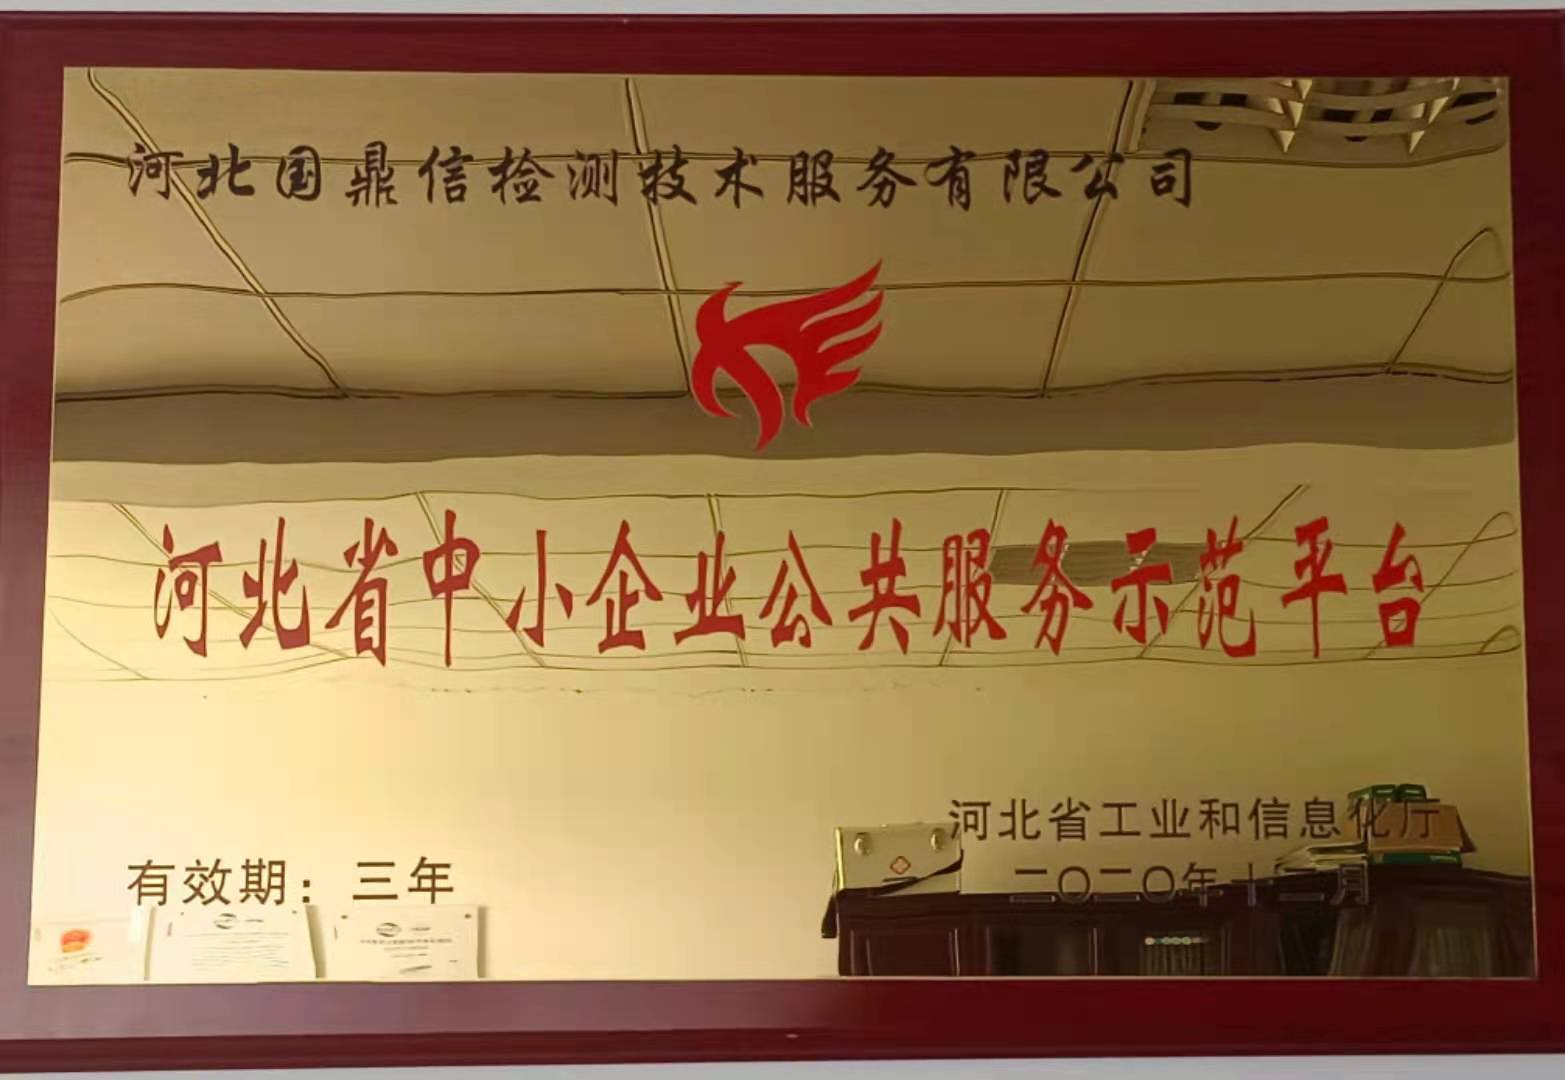 河北国鼎信检测技术服务有限公司
河北省中小企业公共服务示范平台
河北省工业和信息化厅
有效期：三年
二〇二〇年十二月